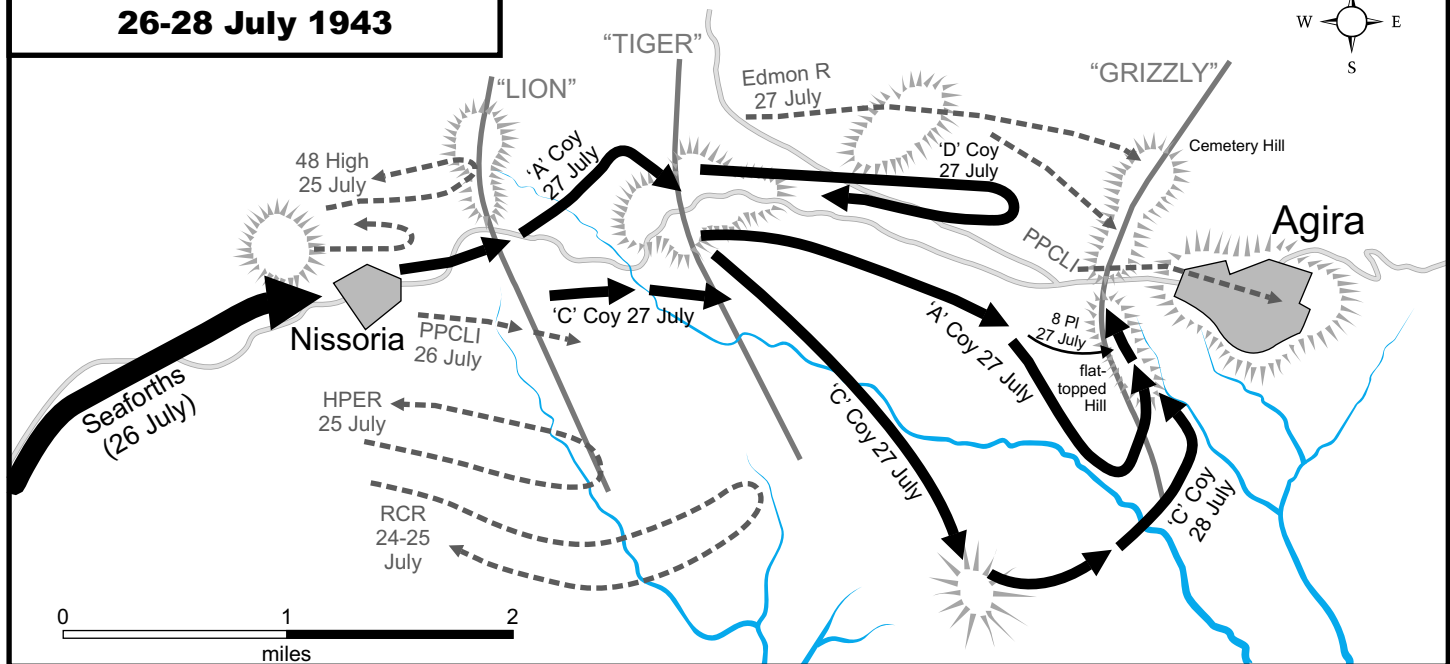 26-28 July 1943
W
E
S
"LION"
"TIGER"
"GRIZZLY"
Edmon R
27 July
Cemetery Hill
48 High
25 July
'A' Coy
27 July
'D' Coy
27 July
Agira
PPCLI
Nissoria
'C' Coy 27 July
PPCLI
26 July
'A' Coy 27 July
8 Pl
27 July
flat-
topped
Hill
Seaforths
(26 July)
HPER
25 July
'C' Coy 27 July
'C' Coy
28 July
RCR
24-25
July
0
1
2
miles